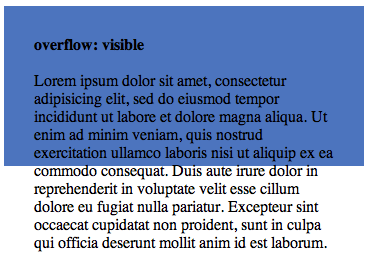 overflow: visible
Lorem ipsum dolor sit amet, consectetur
adipisicing elit, sed do eiusmod tempor
incididunt ut labore et dolore magna aliqua. Ut
enim ad minim veniam, quis nostrud
exercitation ullamco laboris nisi ut aliquip ex ea
commodo consequat. Duis aute irure dolor in
reprehenderit in voluptate velit esse cillum
dolore eu fugiat nulla pariatur. Excepteur sint
occaecat cupidatat non proident, sunt in culpa
qui officia deserunt mollit anim id est laborum.